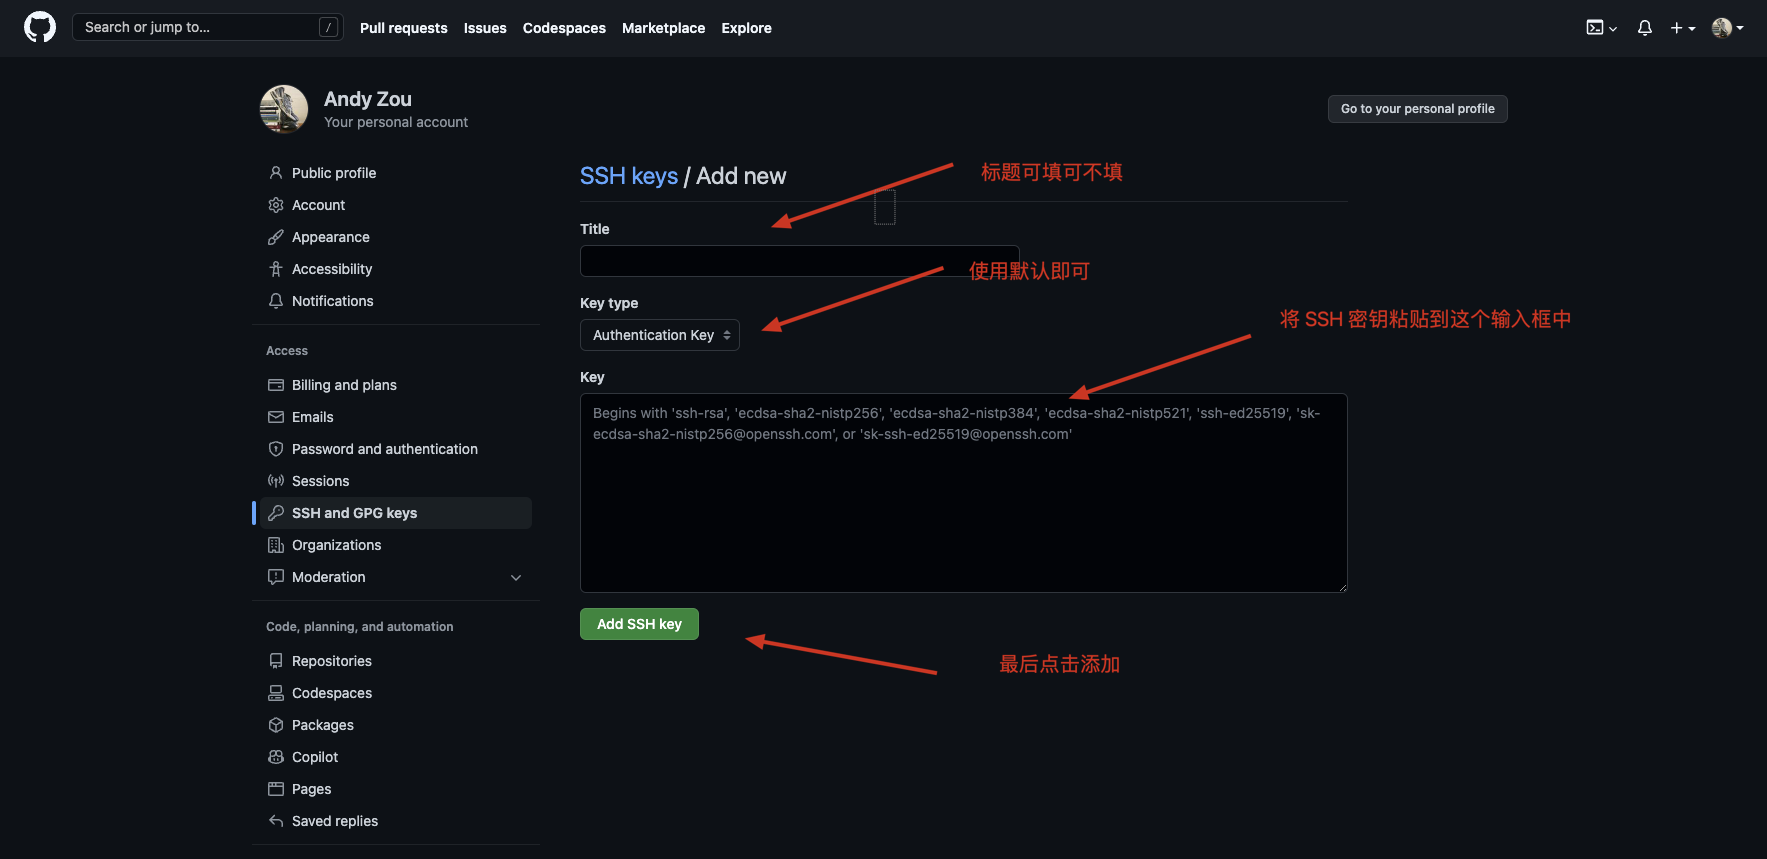 Search or jump to...
/
Pull requests
Issues
Codespaces
Marketplace
Explore
Andy Zou
Your personal account
Go to your personal profile
Public profile
Account
Appearance
Accessibility
Notifications
Access
Billing and plans
Emails
Password and authentication
Sessions
SSH and GPG keys
Organizations
Moderation
Code, planning, and automation
Repositories
Codespaces
Packages
Copilot
Pages
Saved replies
SSH keys / Add new
标题可填可不填
Title
使用默认即可
Key type
Authentication Key
将 SSH 密钥粘贴到这个输入框中
Key
Begins with 'ssh-rsa', 'ecdsa-sha2-nistp256', 'ecdsa-sha2-nistp384', 'ecdsa-sha2-nistp521', 'ssh-ed25519', 'sk-
ecdsa-sha2-nistp256@openssh.com', or 'sk-ssh-ed25519@openssh.com'
Add SSH key
最后点击添加